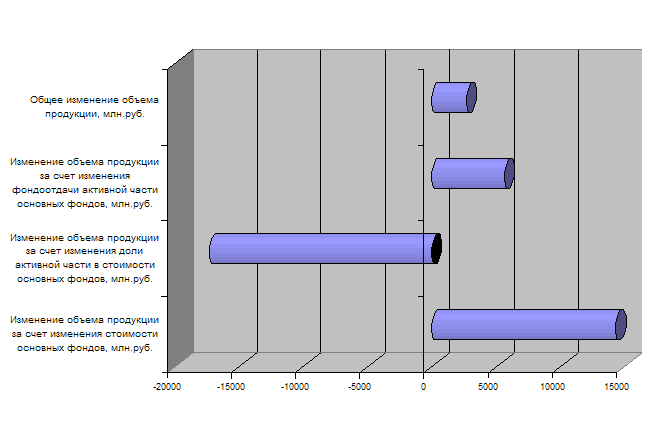 Общее изменение объема
продукции, млн.руб.
Изменение объема продукции
за счет изменения
фондоотдачи активной части
основных фондов, млн.руб.
Изменение объема продукции
за счет изменения доли
активной части в стоимости
основных фондов, млн.руб.
Изменение объема продукции
за счет изменения стоимости
основных фондов, млн.руб.
-20000 -15000 -10000 -5000 0 5000 10000 15000